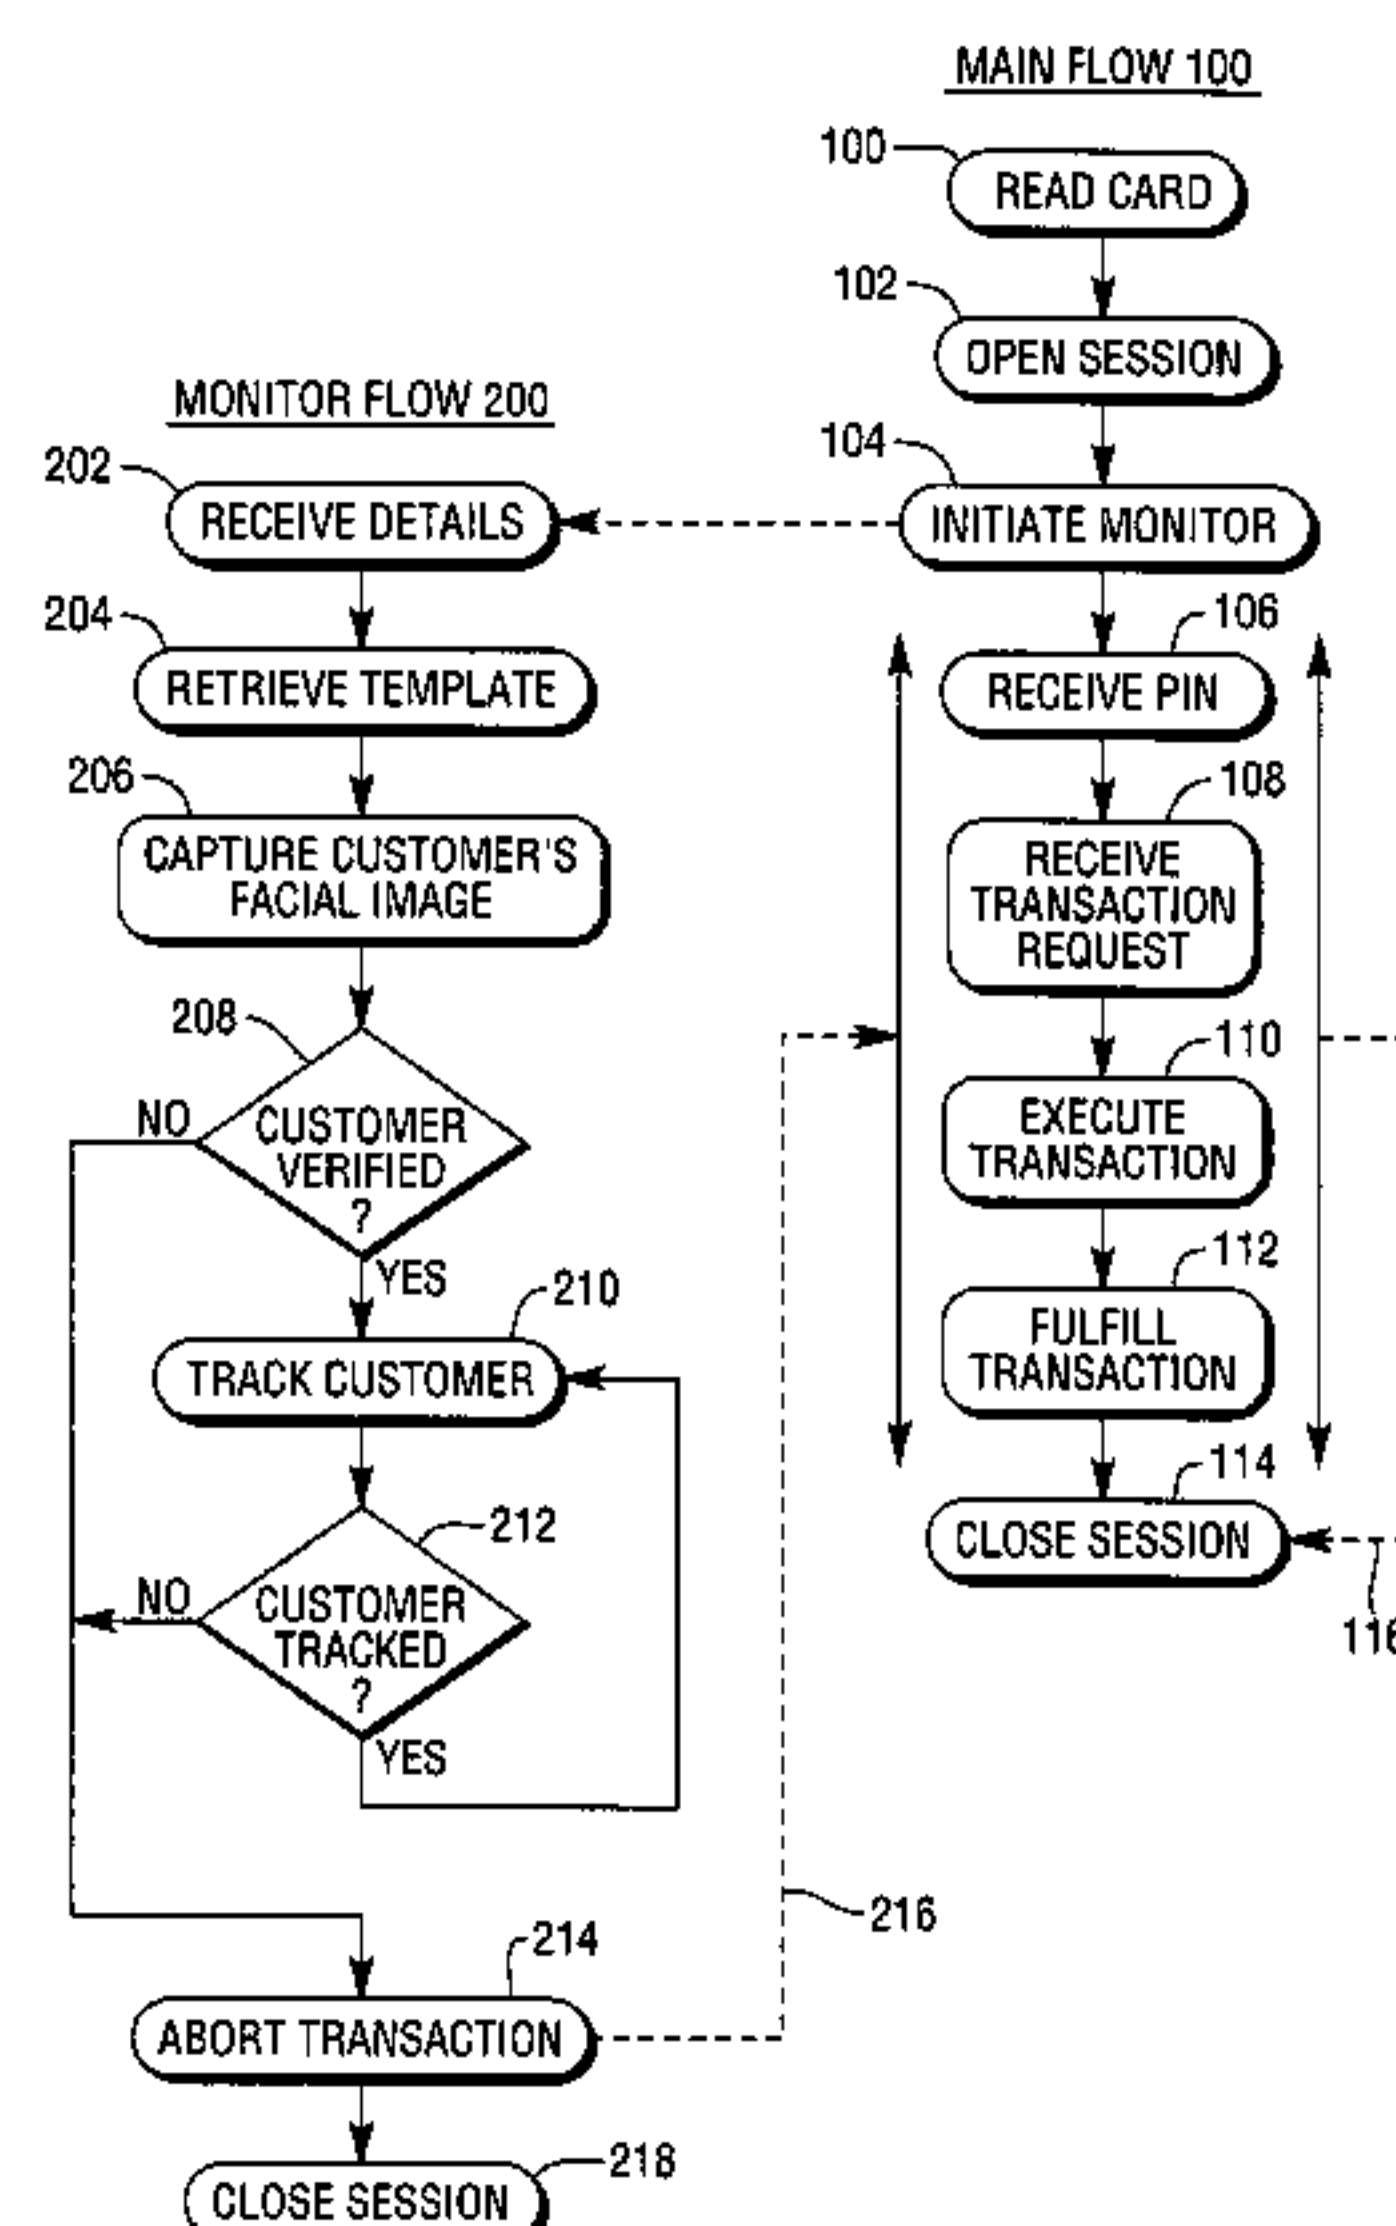 MAIN FLOW 100
100
READ CARD
102
OPEN SESSION
104
INITIATE MONITOR
106
RECEIVE PIN
108
RECEIVE
TRANSACTION
REQUEST
110
EXECUTE
TRANSACTION
112
FULFILL
TRANSACTION
114
CLOSE SESSION
MONITOR FLOW 200
202
RECEIVE DETAILS
204
RETRIEVE TEMPLATE
206
CAPTURE CUSTOMER'S
FACIAL IMAGE
208
NO
CUSTOMER
VERIFIED
?
YES
210
TRACK CUSTOMER
212
NO
CUSTOMER
TRACKED
?
YES
216
214
ABORT TRANSACTION
218
CLOSE SESSION